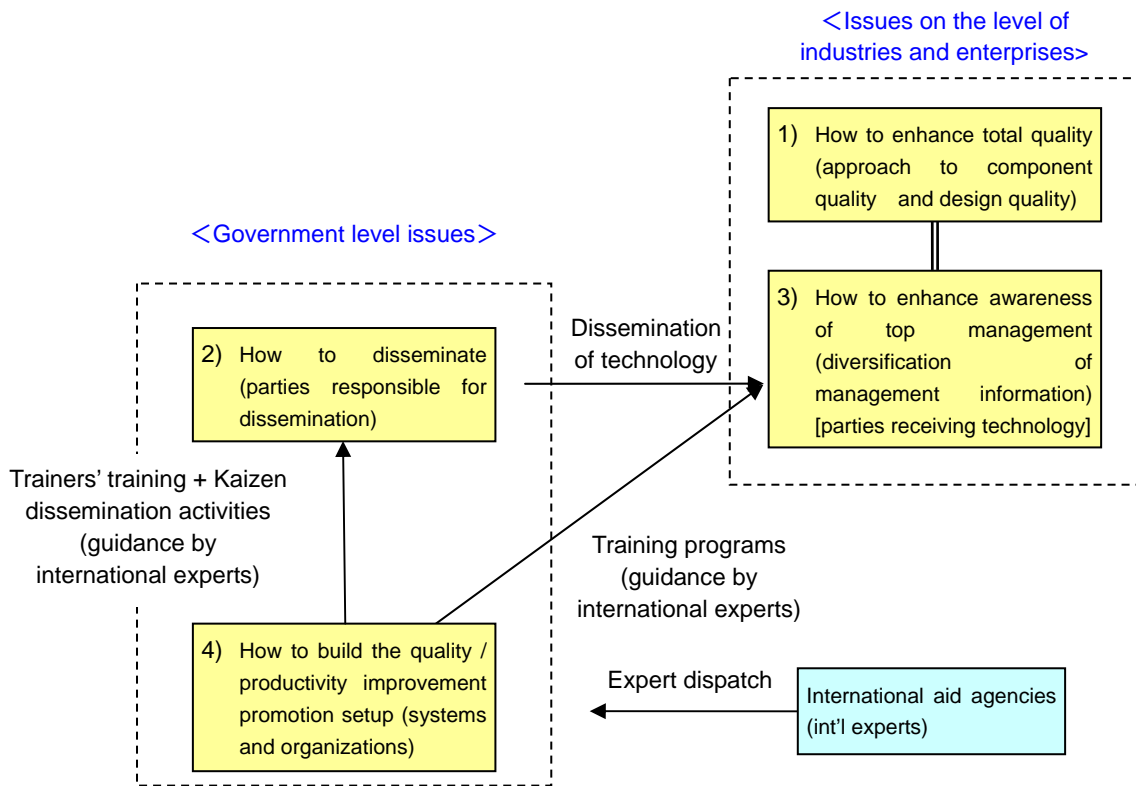 <Issues on the level of
industries and enterprises>
1) How to enhance total quality
(approach to component
quality and design quality)
<Government level issues>
3) How to enhance awareness
of top management
(diversification of
management information)
[parties receiving technology]
Dissemination
of technology
2) How to disseminate
(parties responsible for
dissemination)
Trainers’ training + Kaizen
dissemination activities
(guidance by
international experts)
Training programs
(guidance by
international experts)
4) How to build the quality /
productivity improvement
promotion setup (systems
and organizations)
Expert dispatch
International aid agencies
(int’l experts)